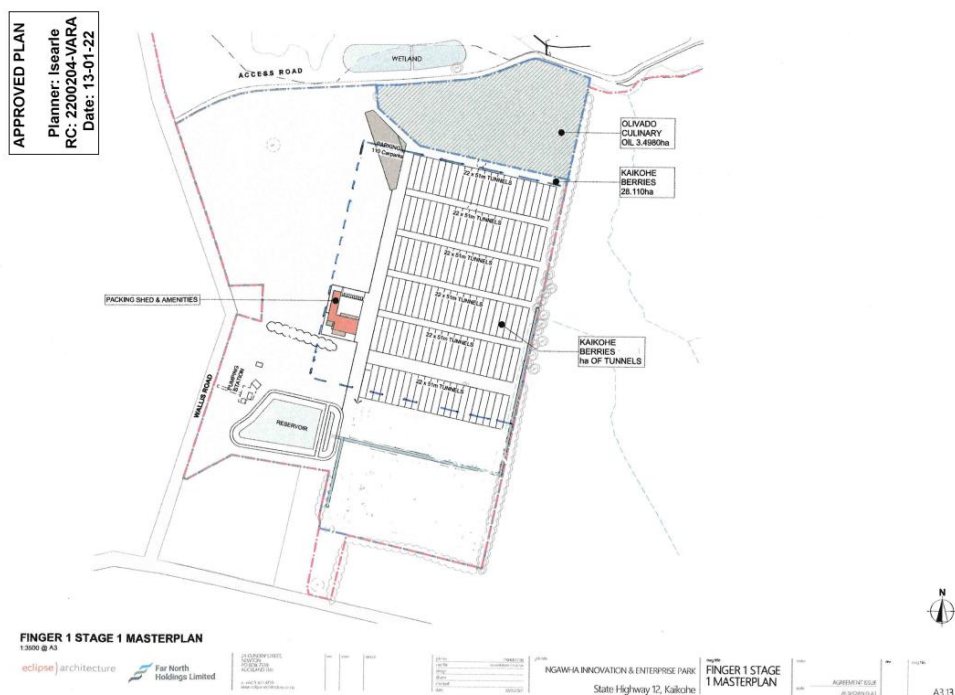 APPROVED PLAN
Planner: lsearle
RC: 2200204-VARA
Date: 13-01-22
WETLAND
ACCESS ROAD
OLIVADO
CULINARY
OIL 3.4980ha
PARKING
110 Carparks
KAIKOHE
BERRIES
28.110ha
22 x 51m TUNNELS
22 x 51m TUNNELS
22 x 51m TUNNELS
22 x 51m TUNNELS
22 x 51m TUNNELS
22 x 51m TUNNELS
PACKING SHED & AMENITIES
KAIKOHE
BERRIES
ha OF TUNNELS
WALLIS ROAD
PUMPING
STATION
RESERVOIR
N
FINGER 1 STAGE 1 MASTERPLAN
1:3500 @ A3
eclipse architecture
Far North
Holdings Limited
NGAWHA INNOVATION & ENTERPRISE PARK
State Highway 12, Kaikohe
FINGER 1 STAGE
1 MASTERPLAN
AGREEMENT ISSUE
A3.13